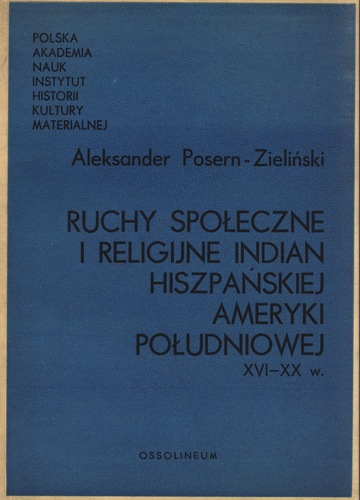 POLSKA
AKADEMIA
NAUK
INSTYTUT
HISTORII
KULTURY
MATERIALNEJ
Aleksander Posern-Zieliński
RUCHY SPOŁECZNE
I RELIGIJNE INDIAN
HISZPAŃSKIEJ
AMERYKI
POŁUDNIOWEJ
XVI–XX w.
OSSOLINEUM